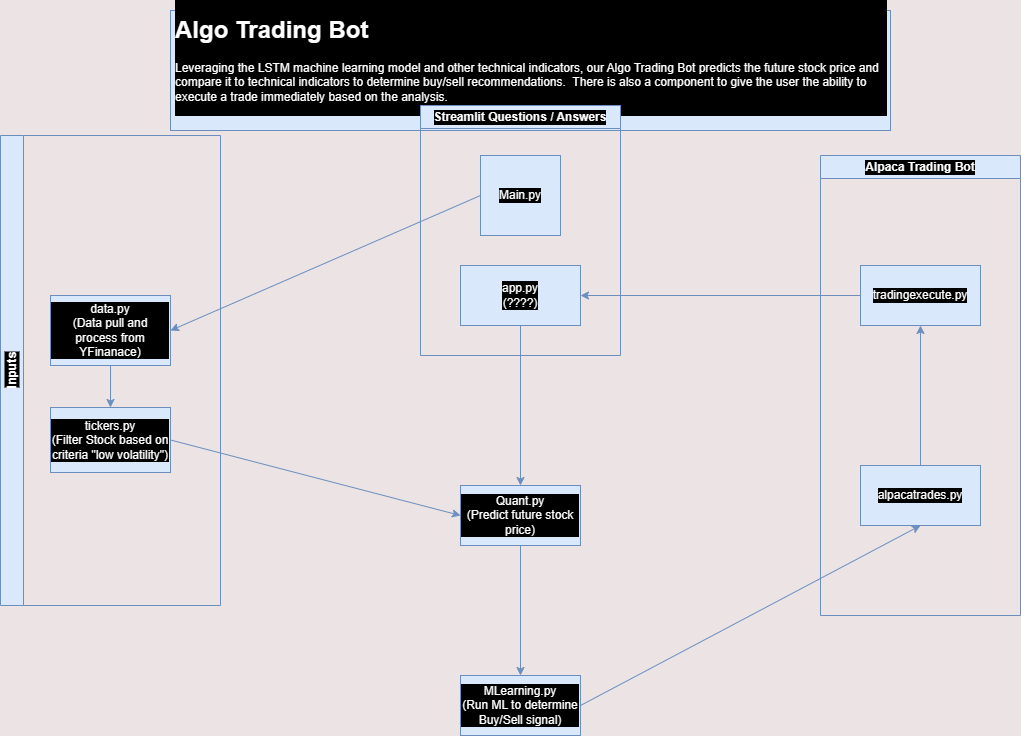 Algo Trading Bot
Leveraging the LSTM machine learning model and other technical indicators, our Algo Trading Bot predicts the future stock price and
compare it to technical indicators to determine buy/sell recommendations.  There is also a component to give the user the ability to
execute a trade immediately based on the analysis.
Streamlit Questions / Answers
Main.py
app.py
(????)
Inputs
data.py
(Data pull and
process from
YFinanace)
tickers.py
(Filter Stock based on
criteria "low volatility")
Quant.py
(Predict future stock
price)
MLearning.py
(Run ML to determine
Buy/Sell signal)
Alpaca Trading Bot
tradingexecute.py
alpacatrades.py